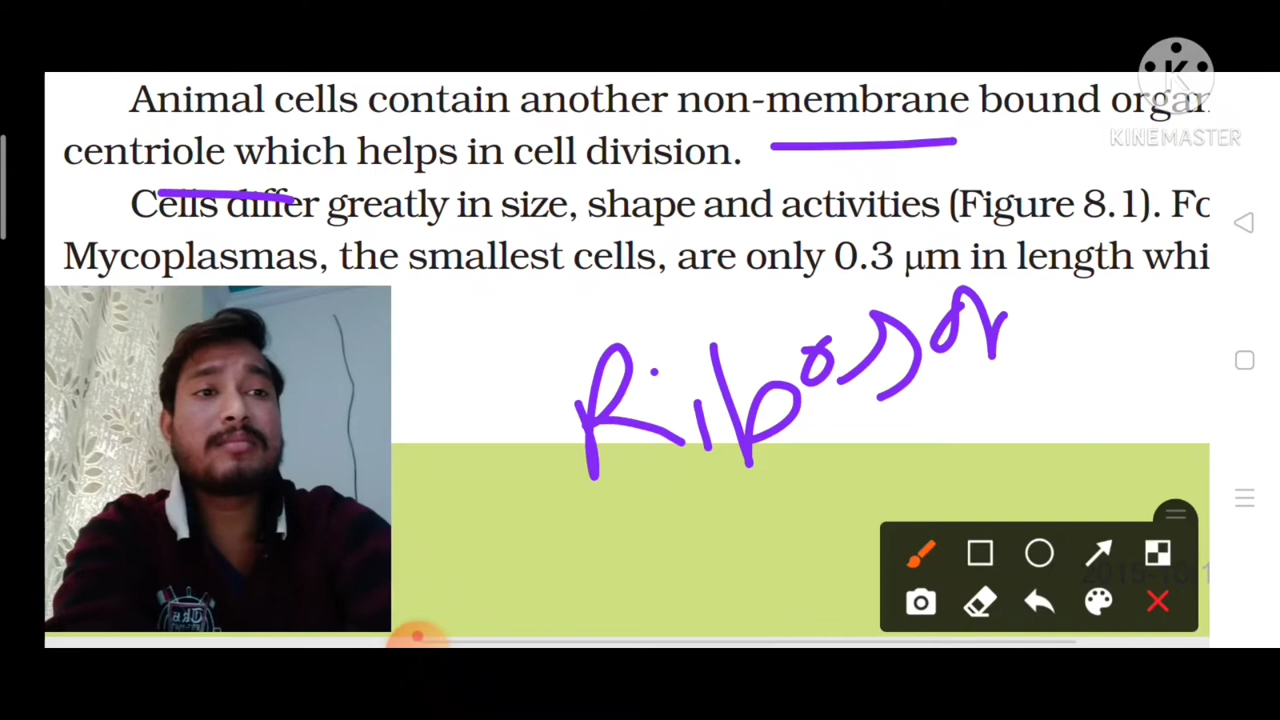 Animal cells contain another non-membrane bound organ
centriole which helps in cell division.
Cells differ greatly in size, shape and activities (Figure 8.1). Fo
Mycoplasmas, the smallest cells, are only 0.3 µm in length whi
KINEMASTER
Riboso